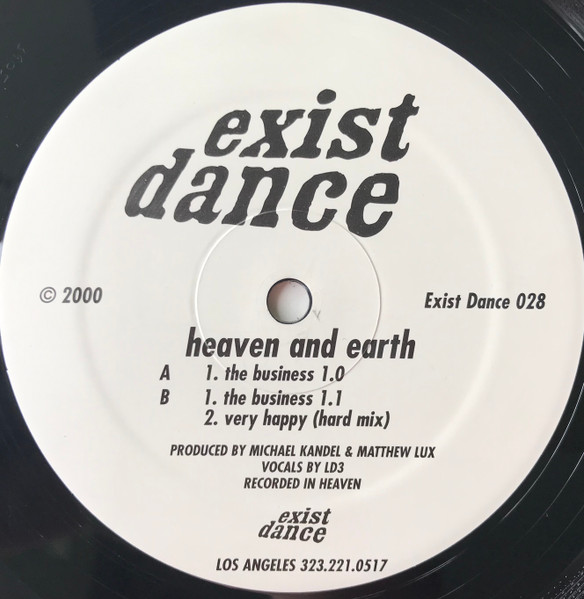 exist
dance
© 2000
Exist Dance 028
heaven and earth
A 1. the business 1.0
B 1. the business 1.1
2. very happy (hard mix)
PRODUCED BY MICHAEL KANDEL & MATTHEW LUX
VOCALS BY LD3
RECORDED IN HEAVEN
exist
dance
LOS ANGELES 323.221.0517